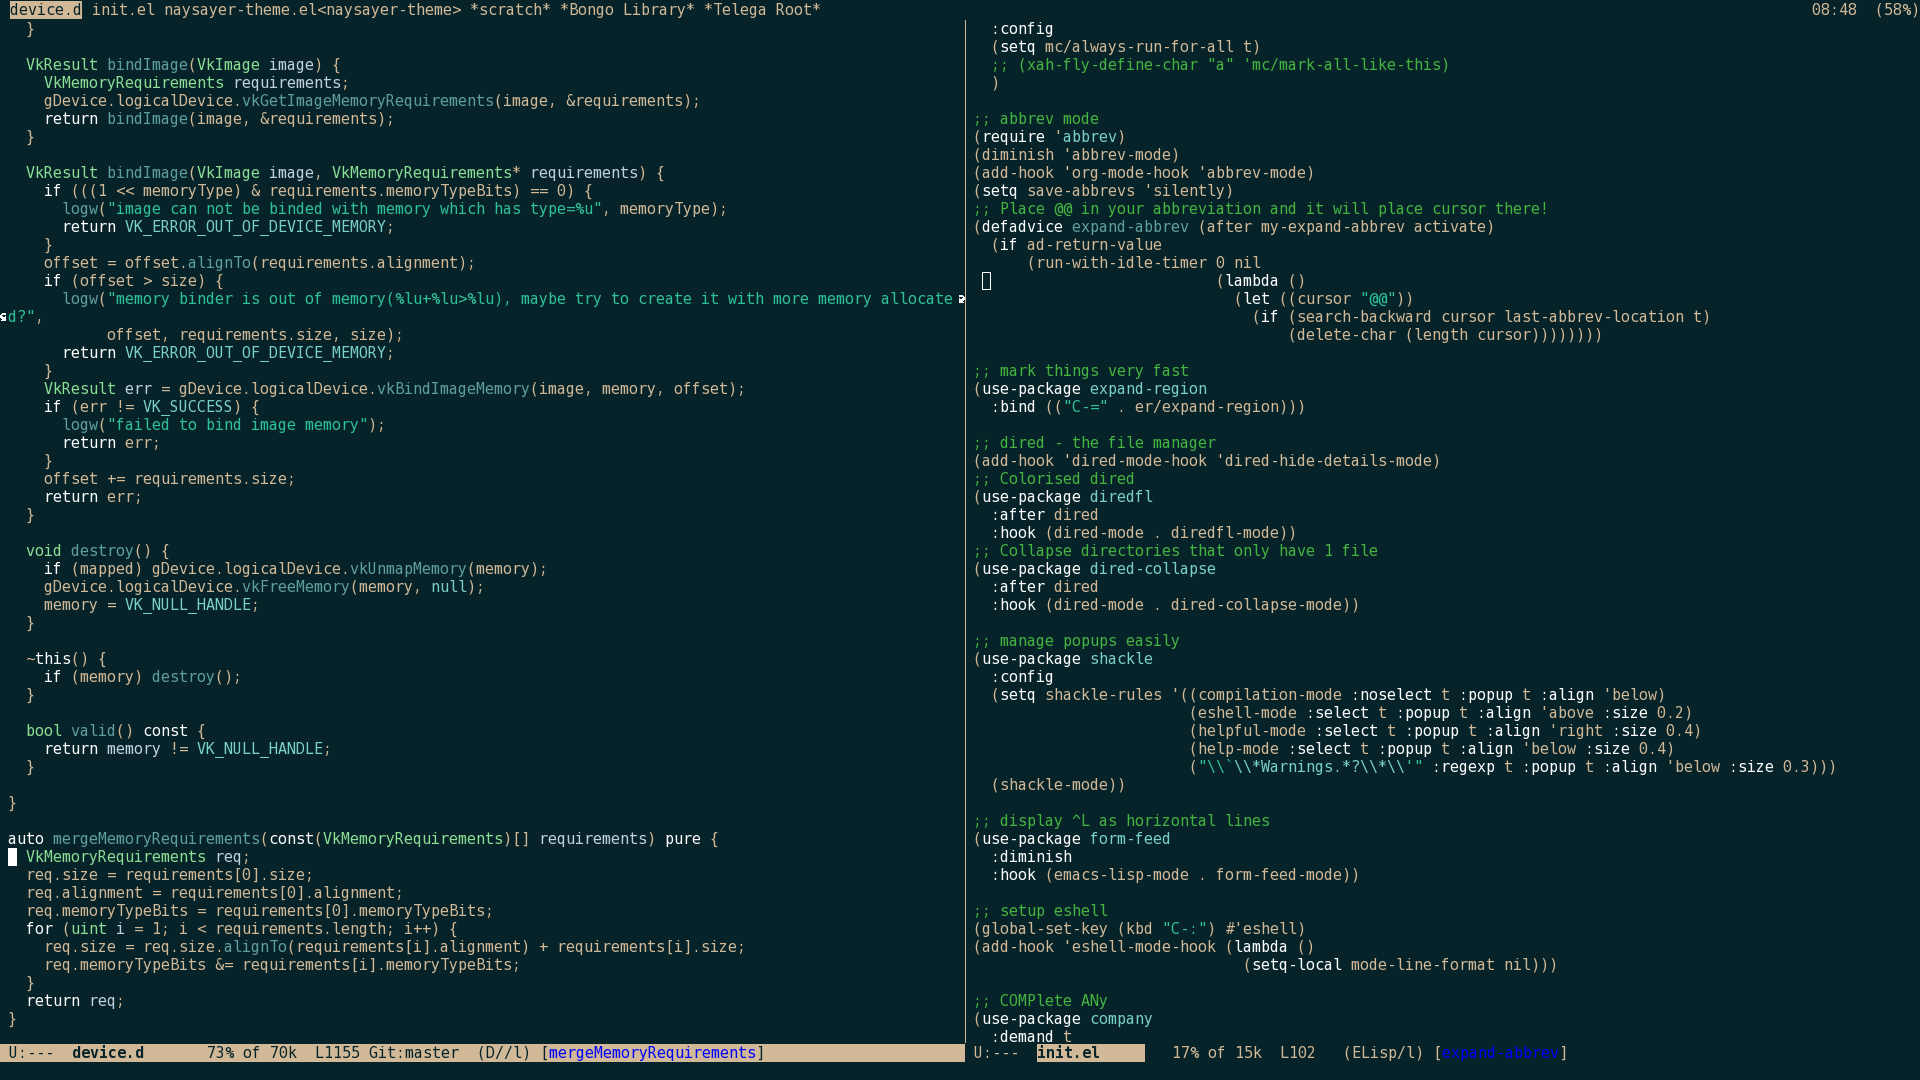 device.d init.el naysayer-theme.el<naysayer-theme> *scratch* *Bongo Library* *Telega Root* 08:48  (58%)
  }

  VkResult bindImage(VkImage image) {
    VkMemoryRequirements requirements;
    gDevice.logicalDevice.vkGetImageMemoryRequirements(image, &requirements);
    return bindImage(image, &requirements);
  }

  VkResult bindImage(VkImage image, VkMemoryRequirements* requirements) {
    if (((1 << memoryType) & requirements.memoryTypeBits) == 0) {
      logw("image can not be binded with memory which has type=%u", memoryType);
      return VK_ERROR_OUT_OF_DEVICE_MEMORY;
    }
    offset = offset.alignTo(requirements.alignment);
    if (offset > size) {
      logw("memory binder is out of memory(%lu+%lu>%lu), maybe try to create it with more memory allocate
d?",
           offset, requirements.size, size);
      return VK_ERROR_OUT_OF_DEVICE_MEMORY;
    }
    VkResult err = gDevice.logicalDevice.vkBindImageMemory(image, memory, offset);
    if (err != VK_SUCCESS) {
      logw("failed to bind image memory");
      return err;
    }
    offset += requirements.size;
    return err;
  }

  void destroy() {
    if (mapped) gDevice.logicalDevice.vkUnmapMemory(memory);
    gDevice.logicalDevice.vkFreeMemory(memory, null);
    memory = VK_NULL_HANDLE;
  }

  ~this() {
    if (memory) destroy();
  }

  bool valid() const {
    return memory != VK_NULL_HANDLE;
  }

}

auto mergeMemoryRequirements(const(VkMemoryRequirements)[] requirements) pure {
  VkMemoryRequirements req;
  req.size = requirements[0].size;
  req.alignment = requirements[0].alignment;
  req.memoryTypeBits = requirements[0].memoryTypeBits;
  for (uint i = 1; i < requirements.length; i++) {
    req.size = req.size.alignTo(requirements[i].alignment) + requirements[i].size;
    req.memoryTypeBits &= requirements[i].memoryTypeBits;
  }
  return req;
}
U:---  device.d       73% of 70k  L1155 Git:master  (D//l) [mergeMemoryRequirements]
  :config
  (setq mc/always-run-for-all t)
  ;; (xah-fly-define-char "a" 'mc/mark-all-like-this)
  )

;; abbrev mode
(require 'abbrev)
(diminish 'abbrev-mode)
(add-hook 'org-mode-hook 'abbrev-mode)
(setq save-abbrevs 'silently)
;; Place @@ in your abbreviation and it will place cursor there!
(defadvice expand-abbrev (after my-expand-abbrev activate)
  (if ad-return-value
      (run-with-idle-timer 0 nil
                           (lambda ()
                             (let ((cursor "@@"))
                               (if (search-backward cursor last-abbrev-location t)
                                   (delete-char (length cursor))))))))

;; mark things very fast
(use-package expand-region
  :bind (("C-=" . er/expand-region)))

;; dired - the file manager
(add-hook 'dired-mode-hook 'dired-hide-details-mode)
;; Colorised dired
(use-package diredfl
  :after dired
  :hook (dired-mode . diredfl-mode))
;; Collapse directories that only have 1 file
(use-package dired-collapse
  :after dired
  :hook (dired-mode . dired-collapse-mode))

;; manage popups easily
(use-package shackle
  :config
  (setq shackle-rules '((compilation-mode :noselect t :popup t :align 'below)
                        (eshell-mode :select t :popup t :align 'above :size 0.2)
                        (helpful-mode :select t :popup t :align 'right :size 0.4)
                        (help-mode :select t :popup t :align 'below :size 0.4)
                        ("\\`\\*Warnings.*?\\*\\'" :regexp t :popup t :align 'below :size 0.3)))
  (shackle-mode))

;; display ^L as horizontal lines
(use-package form-feed
  :diminish
  :hook (emacs-lisp-mode . form-feed-mode))

;; setup eshell
(global-set-key (kbd "C-:") #'eshell)
(add-hook 'eshell-mode-hook (lambda ()
                              (setq-local mode-line-format nil)))

;; COMPlete ANy
(use-package company
  :demand t
U:---  init.el        17% of 15k  L102   (ELisp/l) [expand-abbrev]